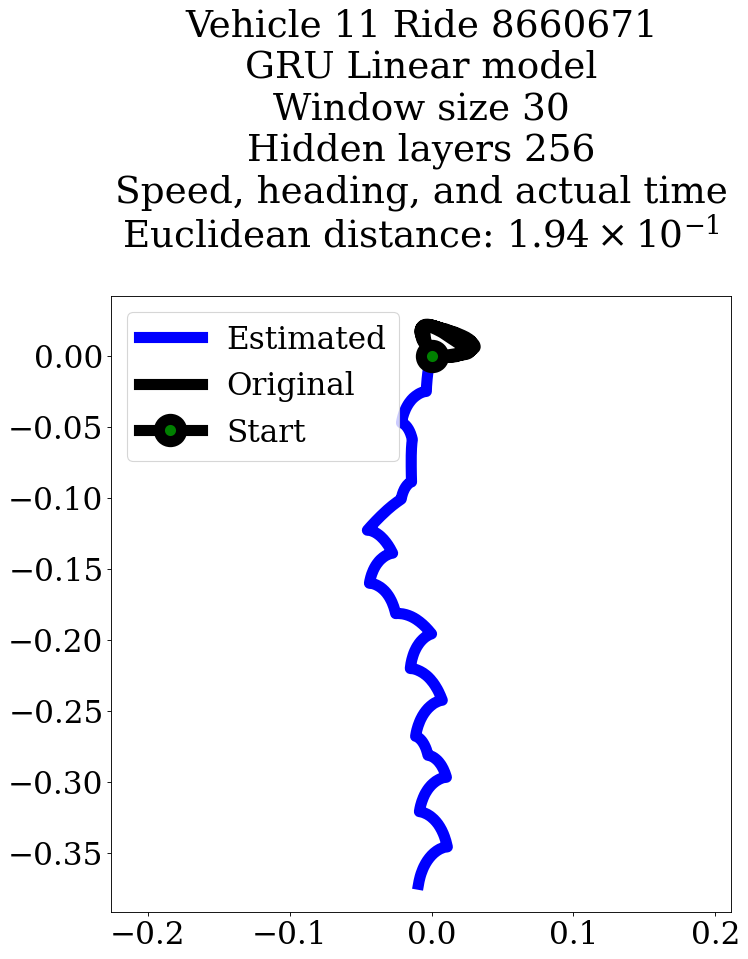 Vehicle 11 Ride 8660671
GRU Linear model
Window size 30
Hidden layers 256
Speed, heading, and actual time
Euclidean distance: 1.94 × 10⁻¹
Estimated
Original
Start
0.00
−0.05
−0.10
−0.15
−0.20
−0.25
−0.30
−0.35
−0.2 −0.1 0.0 0.1 0.2